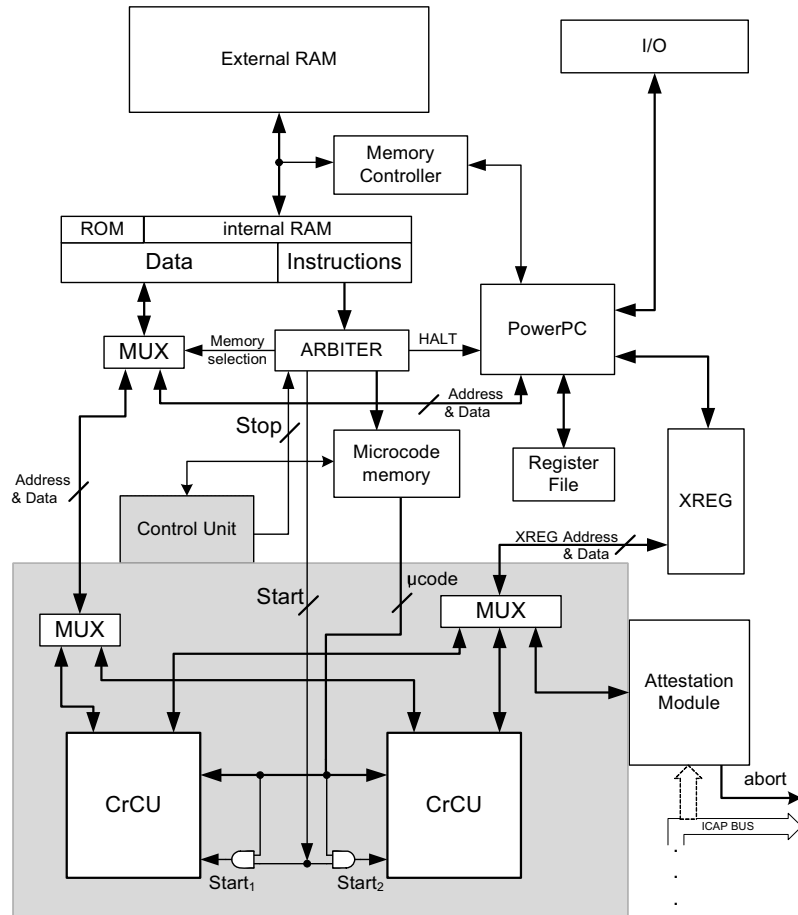 External RAM
I/O
Memory
Controller
ROM
internal RAM
Data
Instructions
PowerPC
MUX
Memory
selection
ARBITER
HALT
Address
& Data
Stop
Microcode
memory
Register
File
XREG
Address
& Data
Control Unit
XREG Address
& Data
Start
μcode
MUX
MUX
Attestation
Module
CrCU
CrCU
abort
ICAP BUS
Start1
Start2